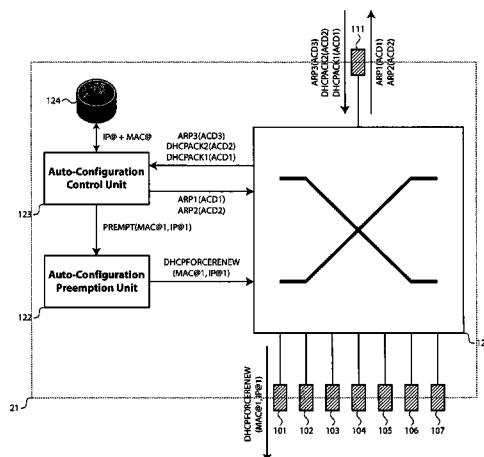 ARP3(ACD3)
DHCPACK2(ACD2)
DHCPACK1(ACD1)
111
ARP1(ACD1)
ARP2(ACD2)
124
IP@ + MAC@
ARP3(ACD3)
DHCPACK2(ACD2)
DHCPACK1(ACD1)
Auto-Configuration
Control Unit
123
ARP1(ACD1)
ARP2(ACD2)
PREMPT(MAC@1, IP@1)
Auto-Configuration
Preemption Unit
122
DHCPFORCERENEW
(MAC@1, IP@1)
21
DHCPFORCERENEW
(MAC@1, IP@1)
101
102
103
104
105
106
107